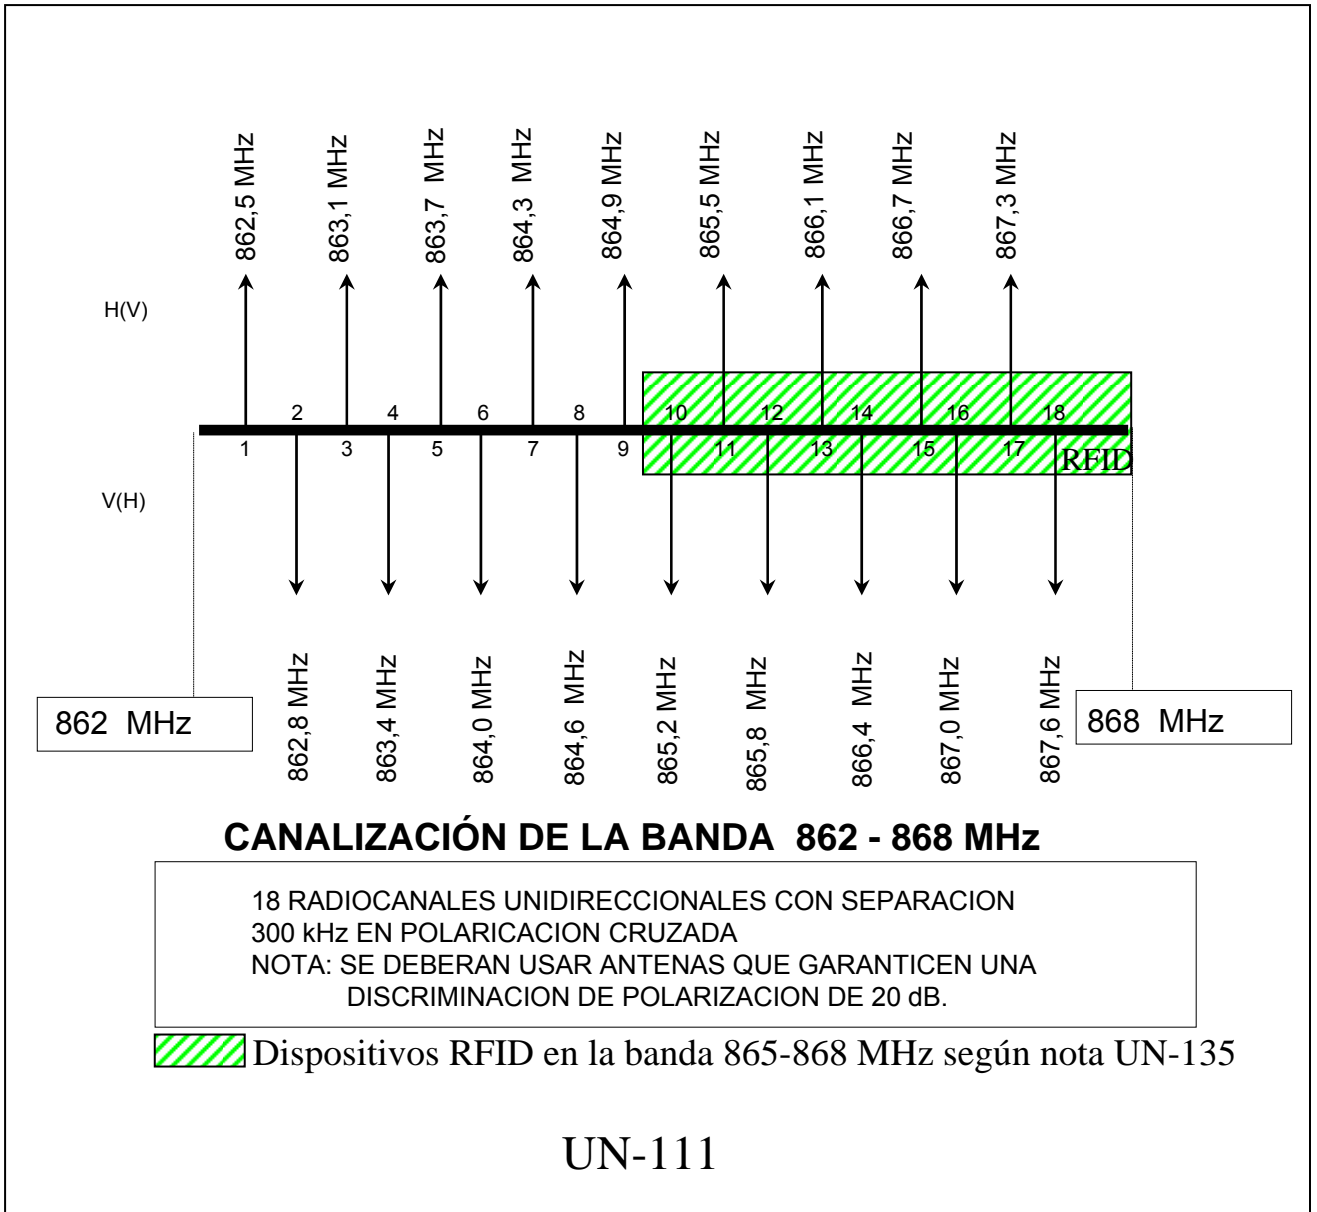 862,5 MHz
863,1 MHz
863,7 MHz
864,3 MHz
864,9 MHz
865,5 MHz
866,1 MHz
866,7 MHz
867,3 MHz
H(V)
2
4
6
8
10
12
14
16
18
1
3
5
7
9
11
13
15
17
RFID
V(H)
862,8 MHz
863,4 MHz
864,0 MHz
864,6 MHz
865,2 MHz
865,8 MHz
866,4 MHz
867,0 MHz
867,6 MHz
862 MHz
868 MHz
CANALIZACIÓN DE LA BANDA 862 - 868 MHz
18 RADIOCANALES UNIDIRECCIONALES CON SEPARACION
300 kHz EN POLARICACION CRUZADA
NOTA: SE DEBERAN USAR ANTENAS QUE GARANTICEN UNA
DISCRIMINACION DE POLARIZACION DE 20 dB.
Dispositivos RFID en la banda 865-868 MHz según nota UN-135
UN-111